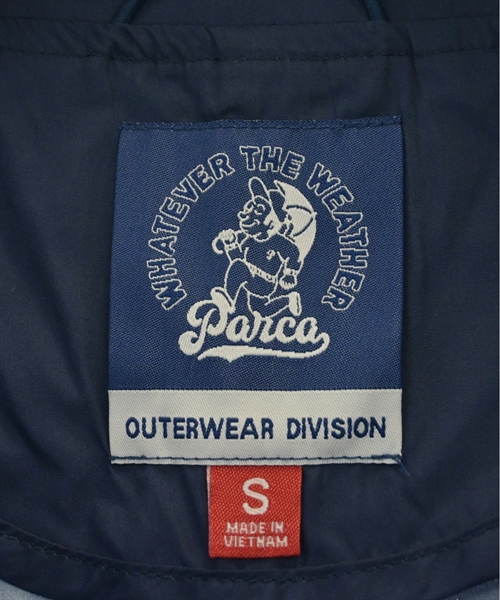 WHATEVER THE WEATHER
Parca
OUTERWEAR DIVISION
S
MADE IN
VIETNAM